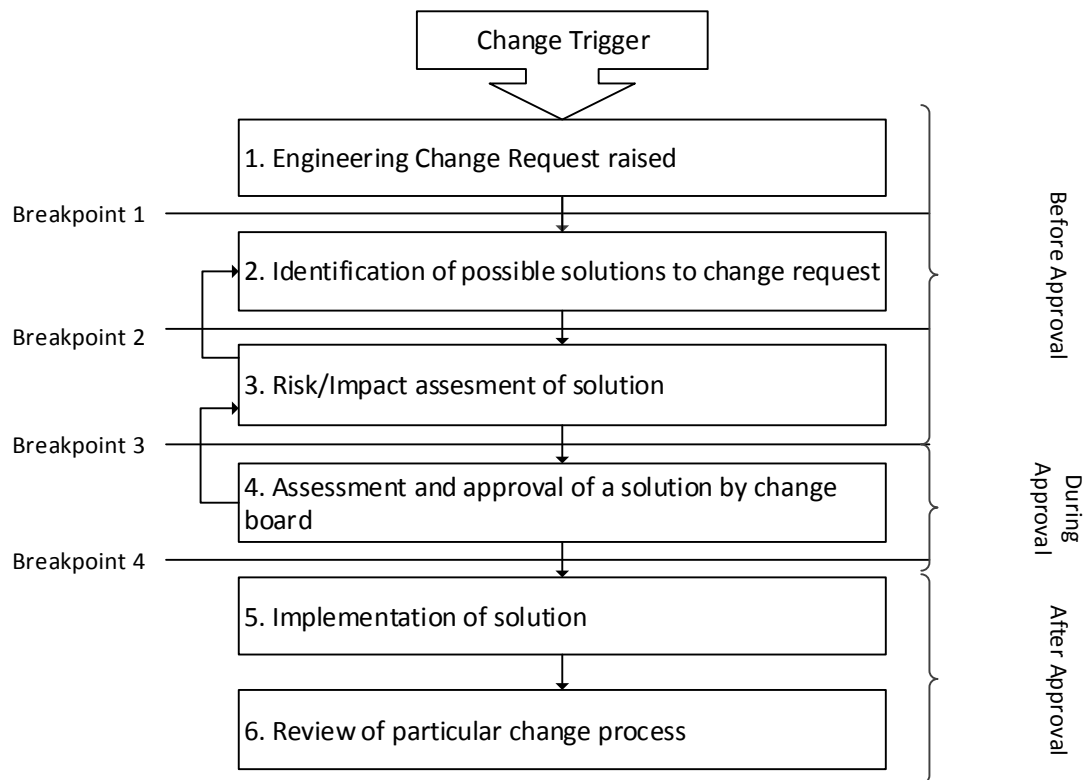 Change Trigger
1. Engineering Change Request raised
Breakpoint 1
2. Identification of possible solutions to change request
Breakpoint 2
3. Risk/Impact assesment of solution
Breakpoint 3
4. Assessment and approval of a solution by change
board
Breakpoint 4
5. Implementation of solution
6. Review of particular change process
Before Approval
During
Approval
After Approval